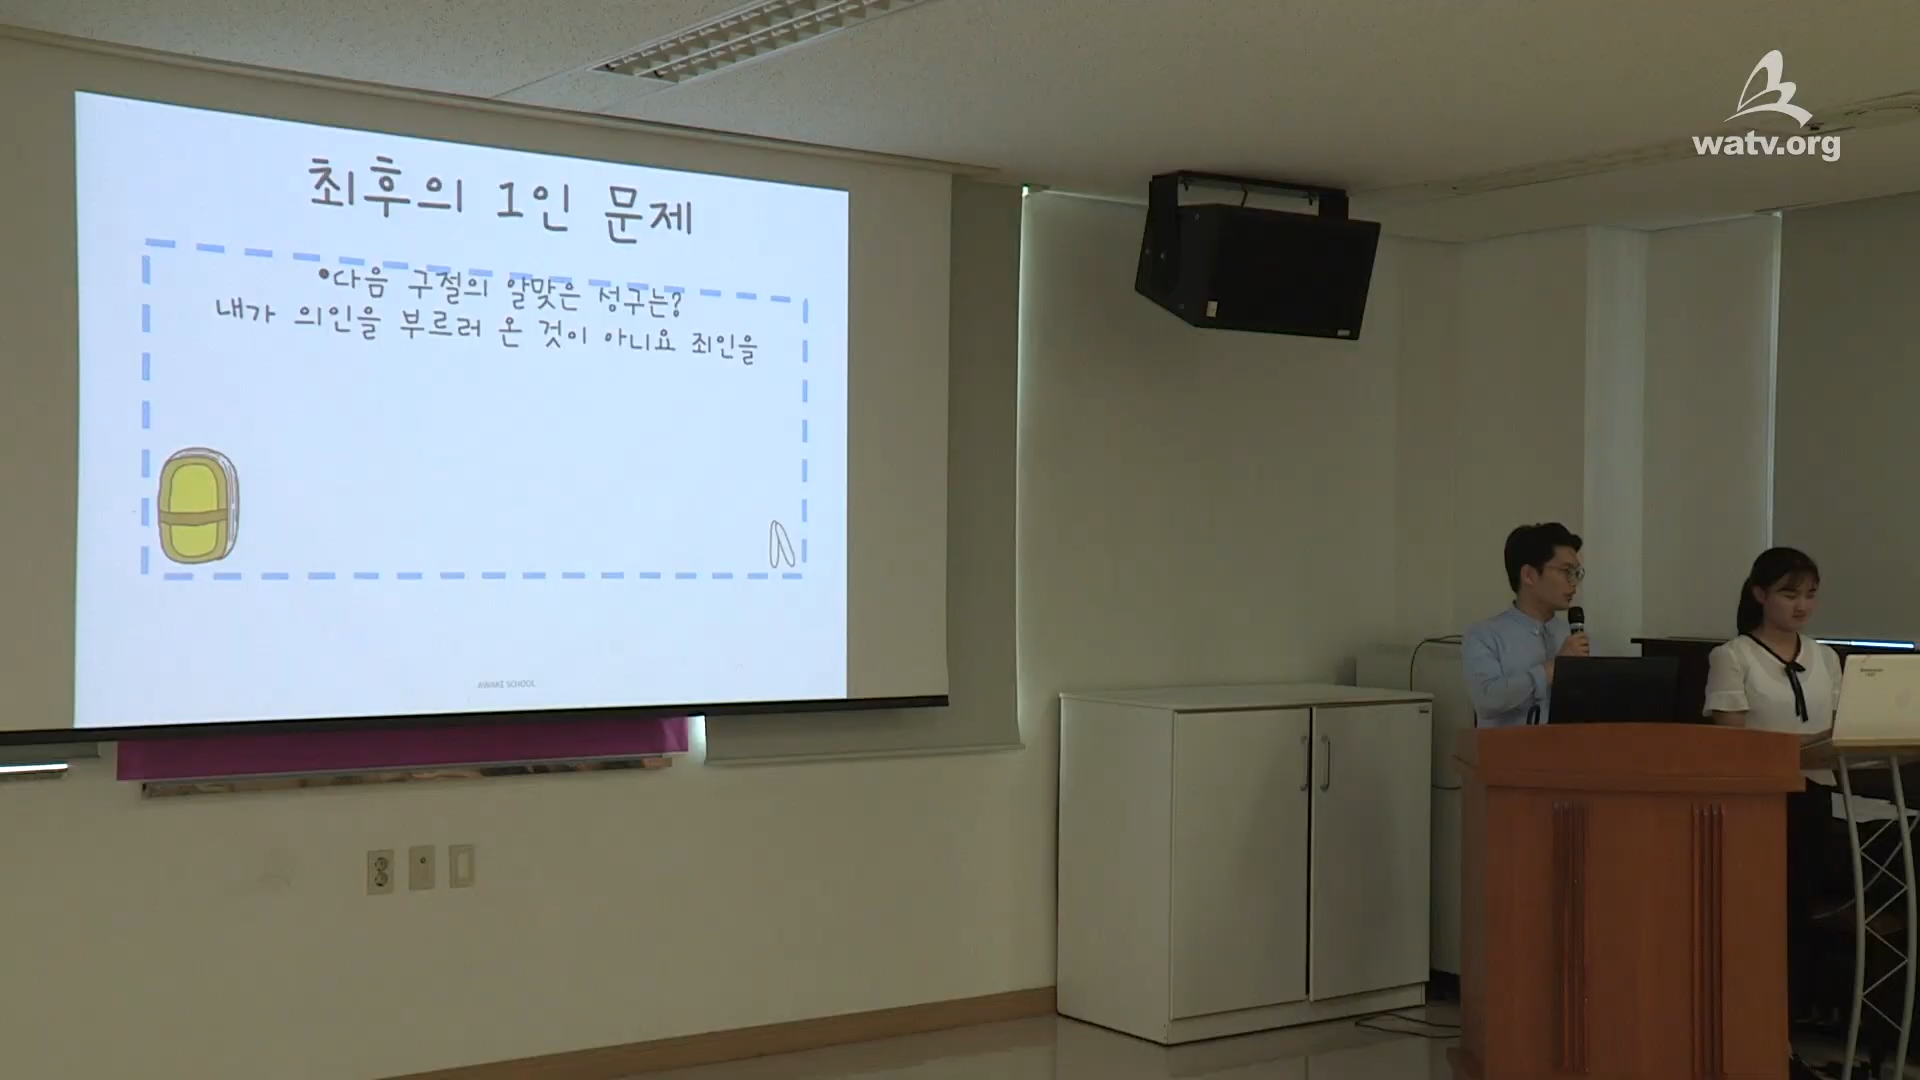 watv.org
최후의 1인 문제
•다음 구절의 알맞은 성구는?
내가 의인을 부르러 온 것이 아니요 죄인을
AWAKE SCHOOL